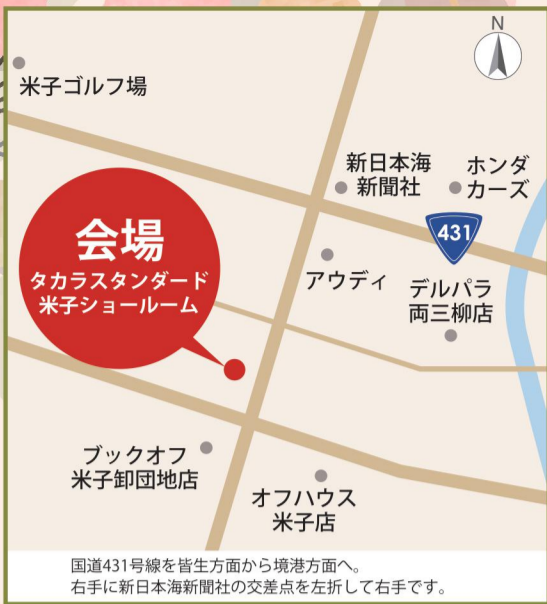 N
米子ゴルフ場
新日本海
新聞社
ホンダ
カーズ
431
会場
タカラスタンダード
米子ショールーム
アウディ
デルパラ
両三柳店
ブックオフ
米子卸団地店
オフハウス
米子店
国道431号線を皆生方面から境港方面へ。
右手に新日本海新聞社の交差点を左折して右手です。